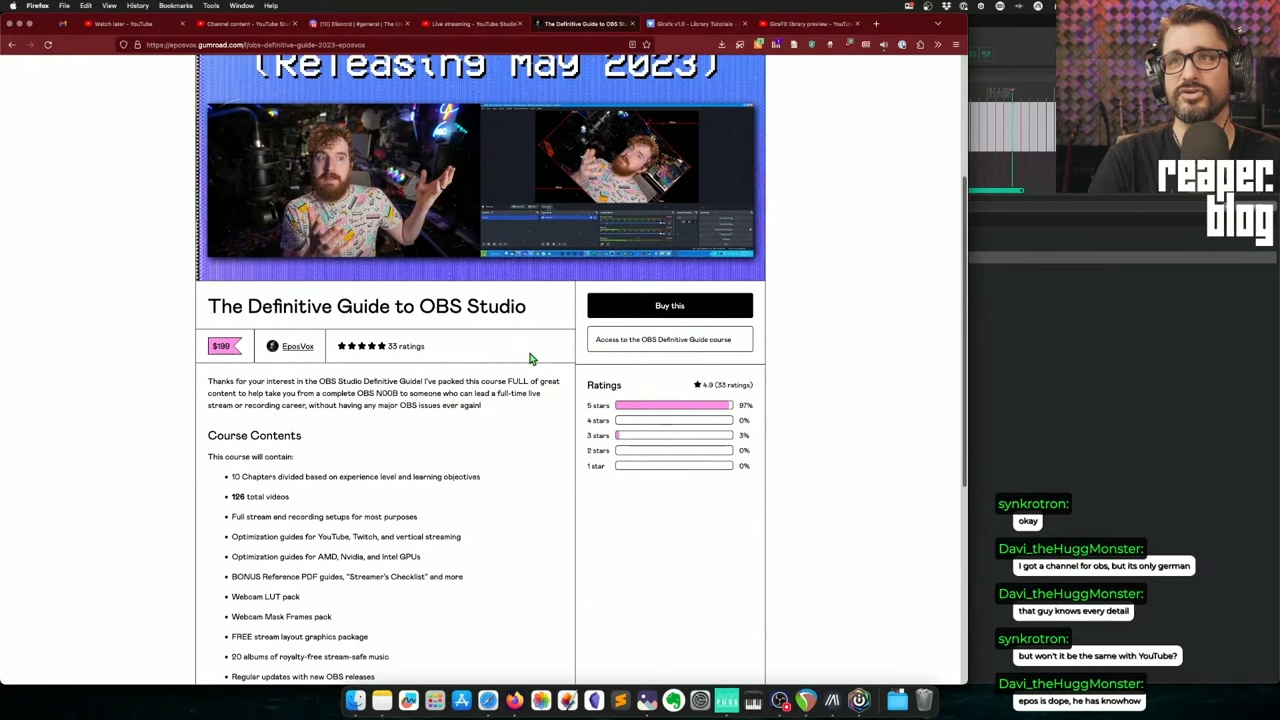 Firefox File Edit View History Bookmarks Tools Window Help
Watch later - YouTube
Channel content - YouTube Stu
(10) Discord | #general | The Un
Live streaming - YouTube Studio
The Definitive Guide to OBS St
Girafx v1.0 - Library Tutorials -
GiraFX library preview - YouTub
https://eposvox.gumroad.com/l/obs-definitive-guide-2023-eposvox
(Releasing May 2023)
The Definitive Guide to OBS Studio
Buy this
$199
EposVox
33 ratings
Access to the OBS Definitive Guide course
Thanks for your interest in the OBS Studio Definitive Guide! I've packed this course FULL of great
content to help take you from a complete OBS N00B to someone who can lead a full-time live
stream or recording career, without having any major OBS issues ever again!
Ratings
4.9 (33 ratings)
5 stars 97%
4 stars 0%
3 stars 3%
2 stars 0%
1 star 0%
Course Contents
This course will contain:
10 Chapters divided based on experience level and learning objectives
126 total videos
Full stream and recording setups for most purposes
Optimization guides for YouTube, Twitch, and vertical streaming
Optimization guides for AMD, Nvidia, and Intel GPUs
BONUS Reference PDF guides, "Streamer's Checklist" and more
Webcam LUT pack
Webcam Mask Frames pack
FREE stream layout graphics package
20 albums of royalty-free stream-safe music
Regular updates with new OBS releases
reaper.
blog
synkrotron:
okay
Davi_theHuggMonster:
I got a channel for obs, but its only german
Davi_theHuggMonster:
that guy knows every detail
synkrotron:
but won't it be the same with YouTube?
Davi_theHuggMonster:
epos is dope, he has knowhow